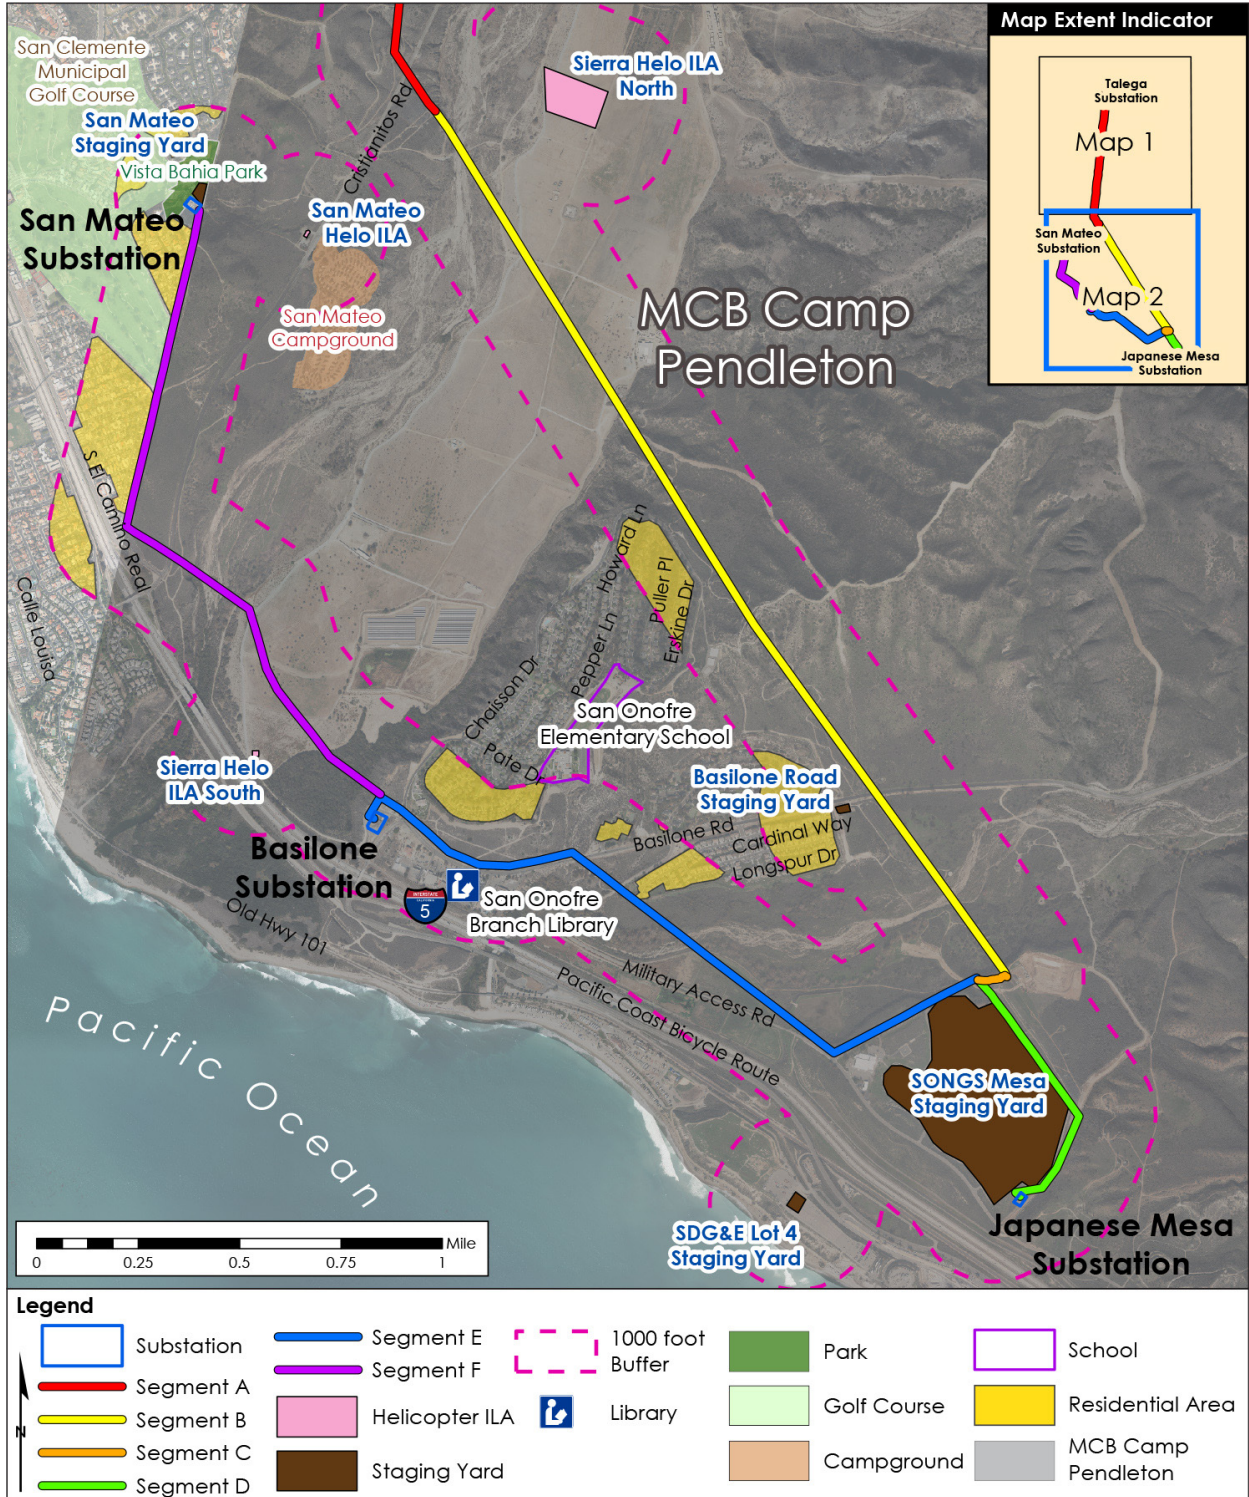 San Clemente
Municipal
Golf Course
San Mateo
Staging Yard
Vista Bahia Park
San Mateo
Substation
Cristianitos Rd
Sierra Helo ILA
North
San Mateo
Helo ILA
San Mateo
Campground
MCB Camp
Pendleton
Map Extent Indicator
Talega
Substation
Map 1
San Mateo
Substation
Map 2
Japanese Mesa
Substation
S El Camino Real
Calle Louisa
Howard Ln
Puller Pl
Erskine Dr
Pepper Ln
Chaisson Dr
Pate Dr
San Onofre
Elementary School
Sierra Helo
ILA South
Basilone Road
Staging Yard
Basilone Rd
Cardinal Way
Longspur Dr
Basilone
Substation
INTERSTATE
CALIFORNIA
5
San Onofre
Branch Library
Old Hwy 101
Military Access Rd
Pacific Coast Bicycle Route
Pacific Ocean
SONGS Mesa
Staging Yard
SDG&E Lot 4
Staging Yard
Japanese Mesa
Substation
Mile
0 0.25 0.5 0.75 1
Legend
N
Substation
Segment A
Segment B
Segment C
Segment D
Segment E
Segment F
Helicopter ILA
Staging Yard
1000 foot
Buffer
Library
Park
Golf Course
Campground
School
Residential Area
MCB Camp
Pendleton